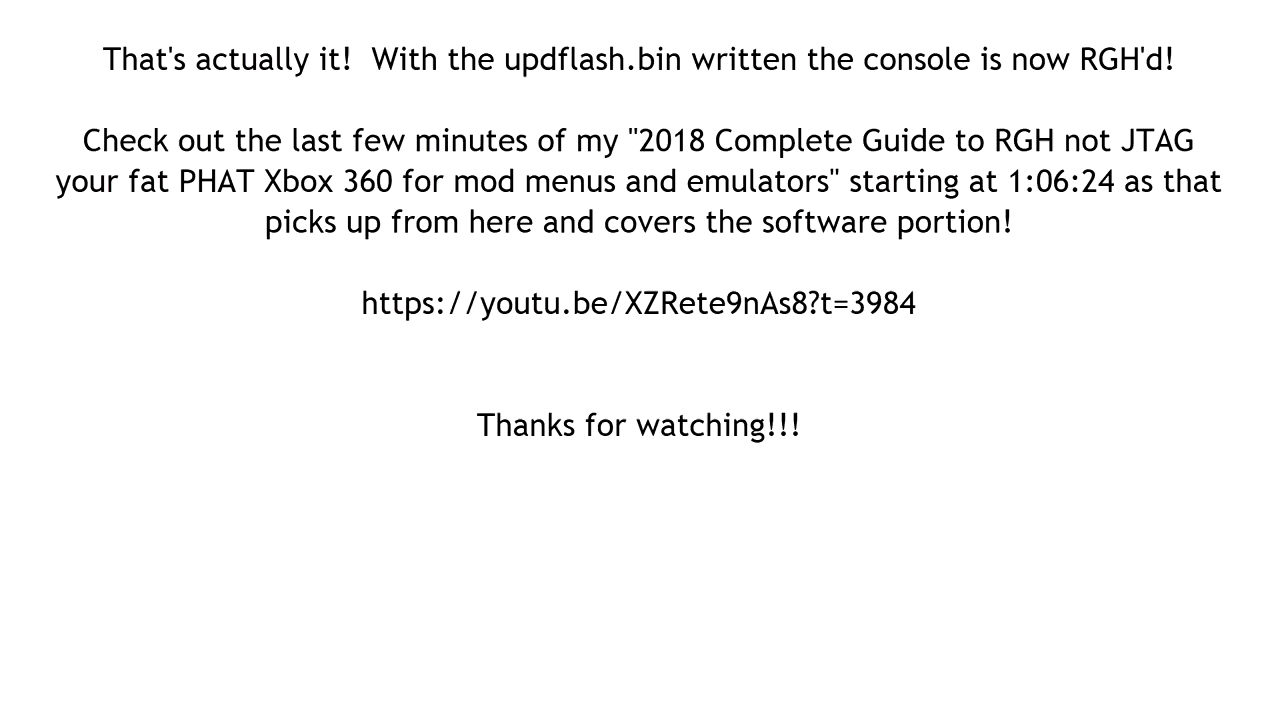 That's actually it!  With the updflash.bin written the console is now RGH'd!
Check out the last few minutes of my "2018 Complete Guide to RGH not JTAG
your fat PHAT Xbox 360 for mod menus and emulators" starting at 1:06:24 as that
picks up from here and covers the software portion!
https://youtu.be/XZRete9nAs8?t=3984
Thanks for watching!!!